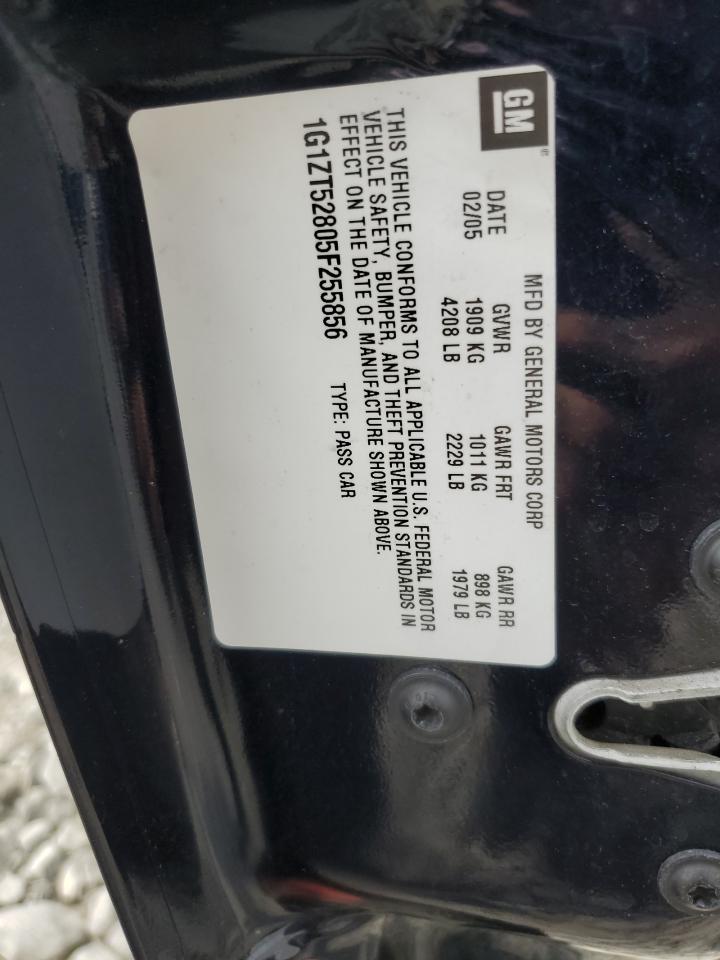 GM
MFD BY GENERAL MOTORS CORP
DATE GVWR GAWR FRT GAWR RR
02/05 1909 KG 1011 KG 898 KG
4208 LB 2229 LB 1979 LB
THIS VEHICLE CONFORMS TO ALL APPLICABLE U.S. FEDERAL MOTOR
VEHICLE SAFETY, BUMPER, AND THEFT PREVENTION STANDARDS IN
EFFECT ON THE DATE OF MANUFACTURE SHOWN ABOVE.
1G1ZT52805F255856 TYPE: PASS CAR